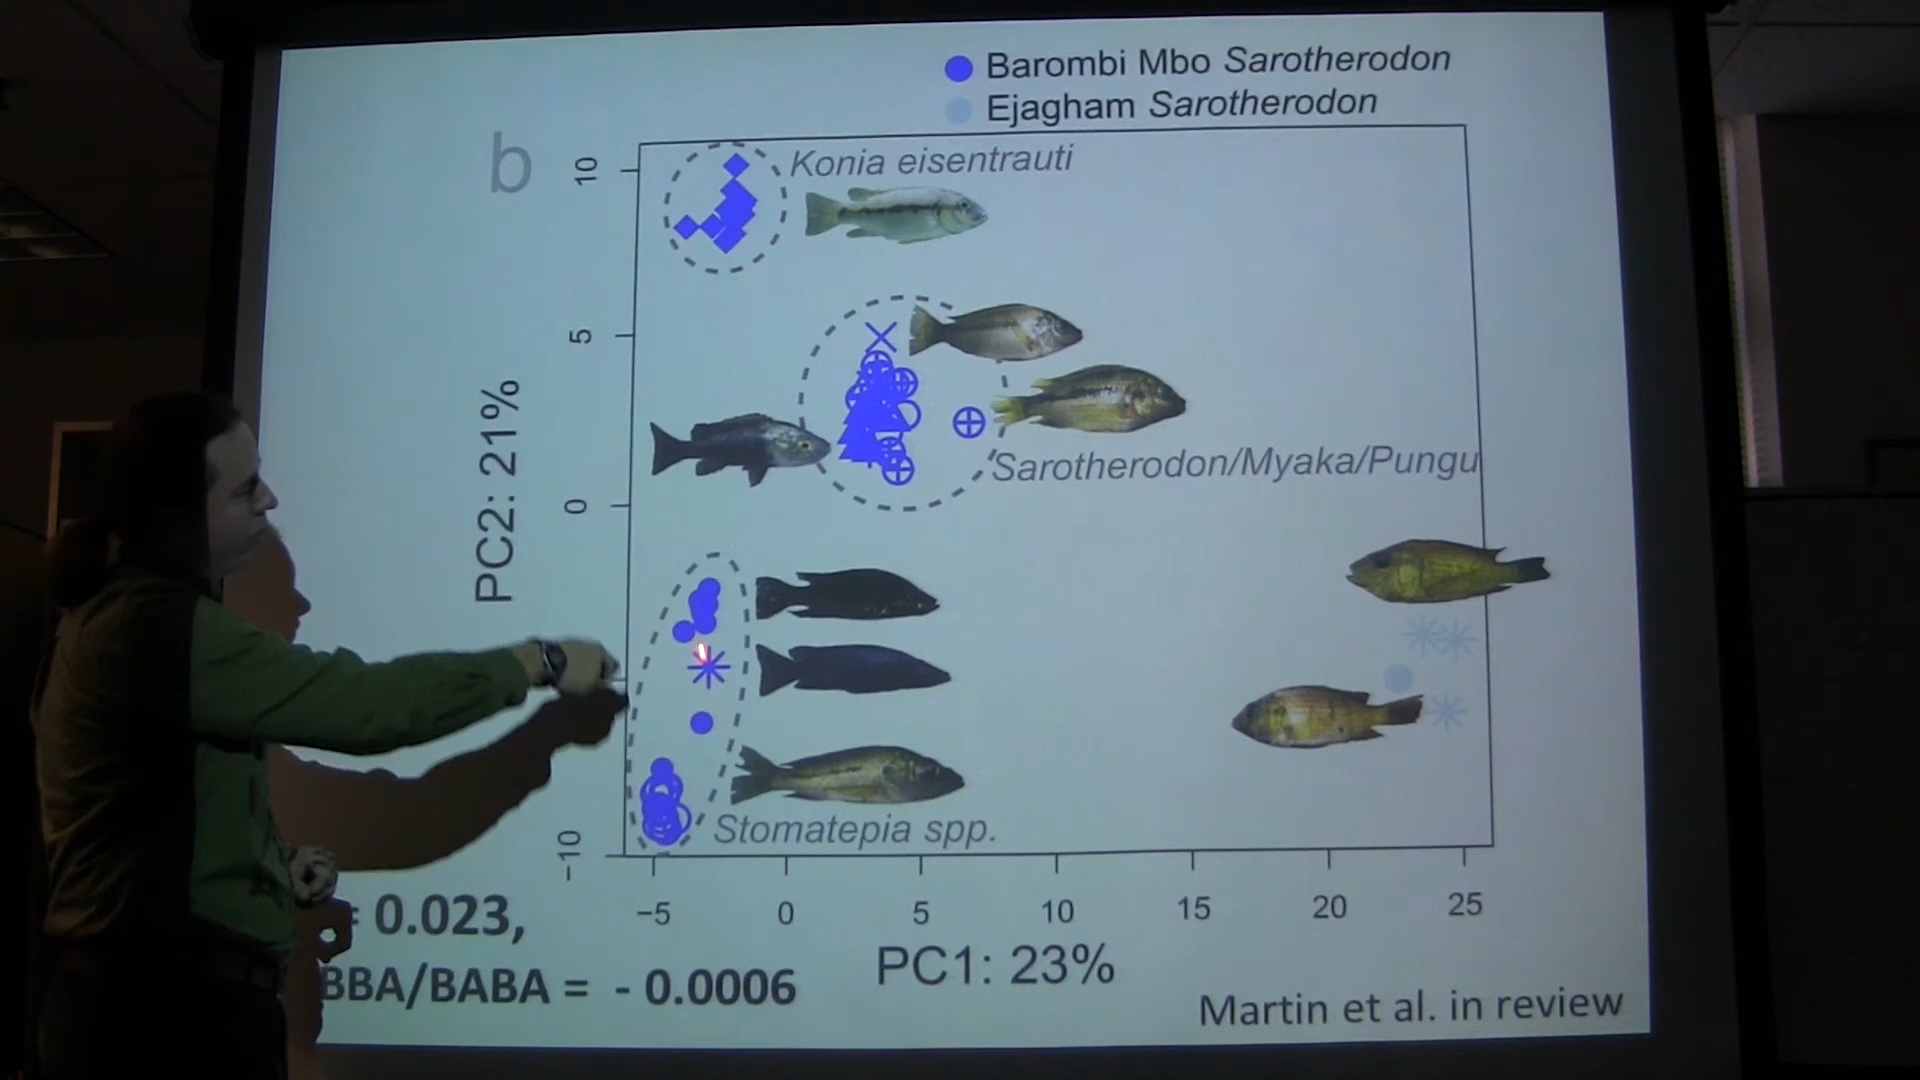 Barombi Mbo Sarotherodon
Ejagham Sarotherodon
b
Konia eisentrauti
Sarotherodon/Myaka/Pungu
Stomatepia spp.
PC2: 21%
10
5
0
−10
−5 0 5 10 15 20 25
PC1: 23%
= 0.023,
BBA/BABA = - 0.0006
Martin et al. in review